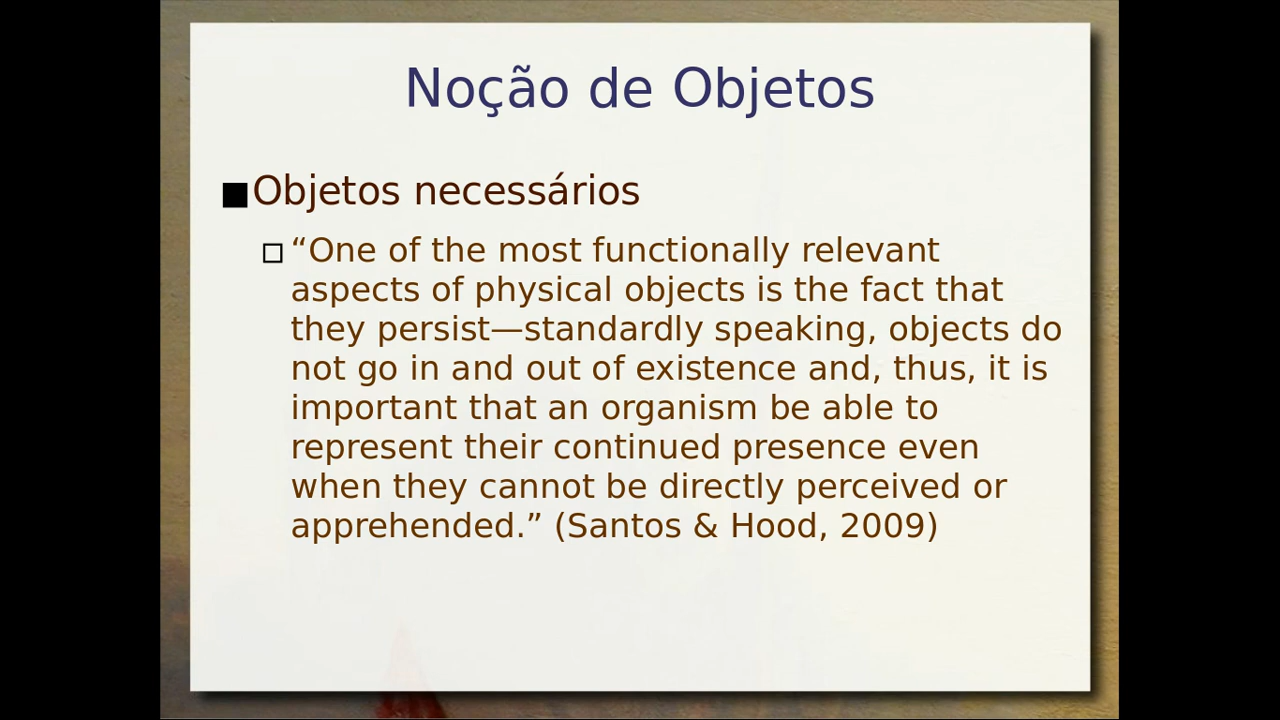 Noção de Objetos
Objetos necessários
“One of the most functionally relevant
aspects of physical objects is the fact that
they persist—standardly speaking, objects do
not go in and out of existence and, thus, it is
important that an organism be able to
represent their continued presence even
when they cannot be directly perceived or
apprehended.” (Santos & Hood, 2009)